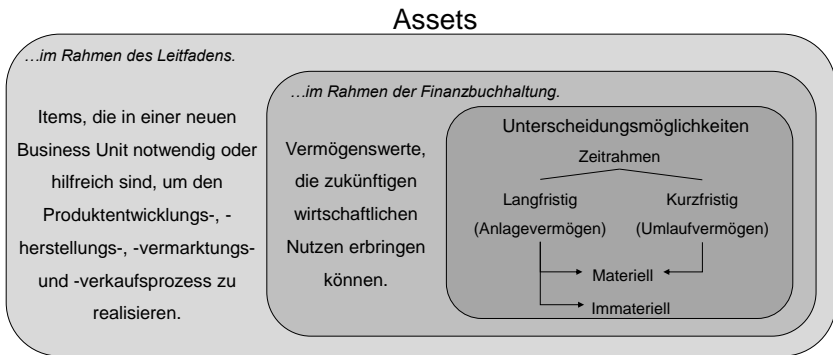 Assets
…im Rahmen des Leitfadens.
Items, die in einer neuen
Business Unit notwendig oder
hilfreich sind, um den
Produktentwicklungs-, -
herstellungs-, -vermarktungs-
und -verkaufsprozess zu
realisieren.
…im Rahmen der Finanzbuchhaltung.
Vermögenswerte,
die zukünftigen
wirtschaftlichen
Nutzen erbringen
können.
Unterscheidungsmöglichkeiten
Zeitrahmen
Langfristig
(Anlagevermögen)
Kurzfristig
(Umlaufvermögen)
Materiell
Immateriell